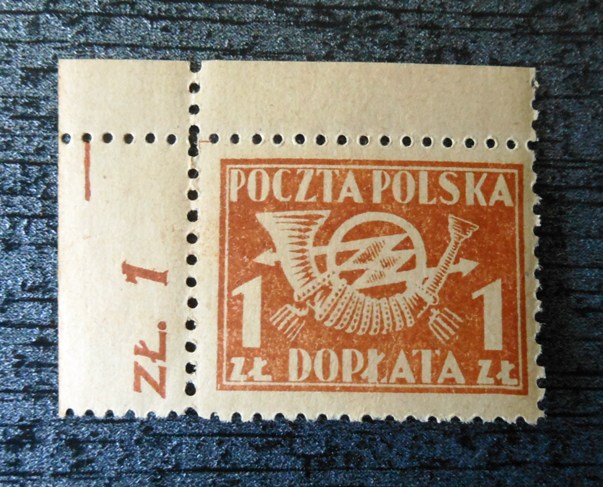 POCZTA POLSKA
1 1
ZŁ DOPŁATA ZŁ
ZŁ. 1